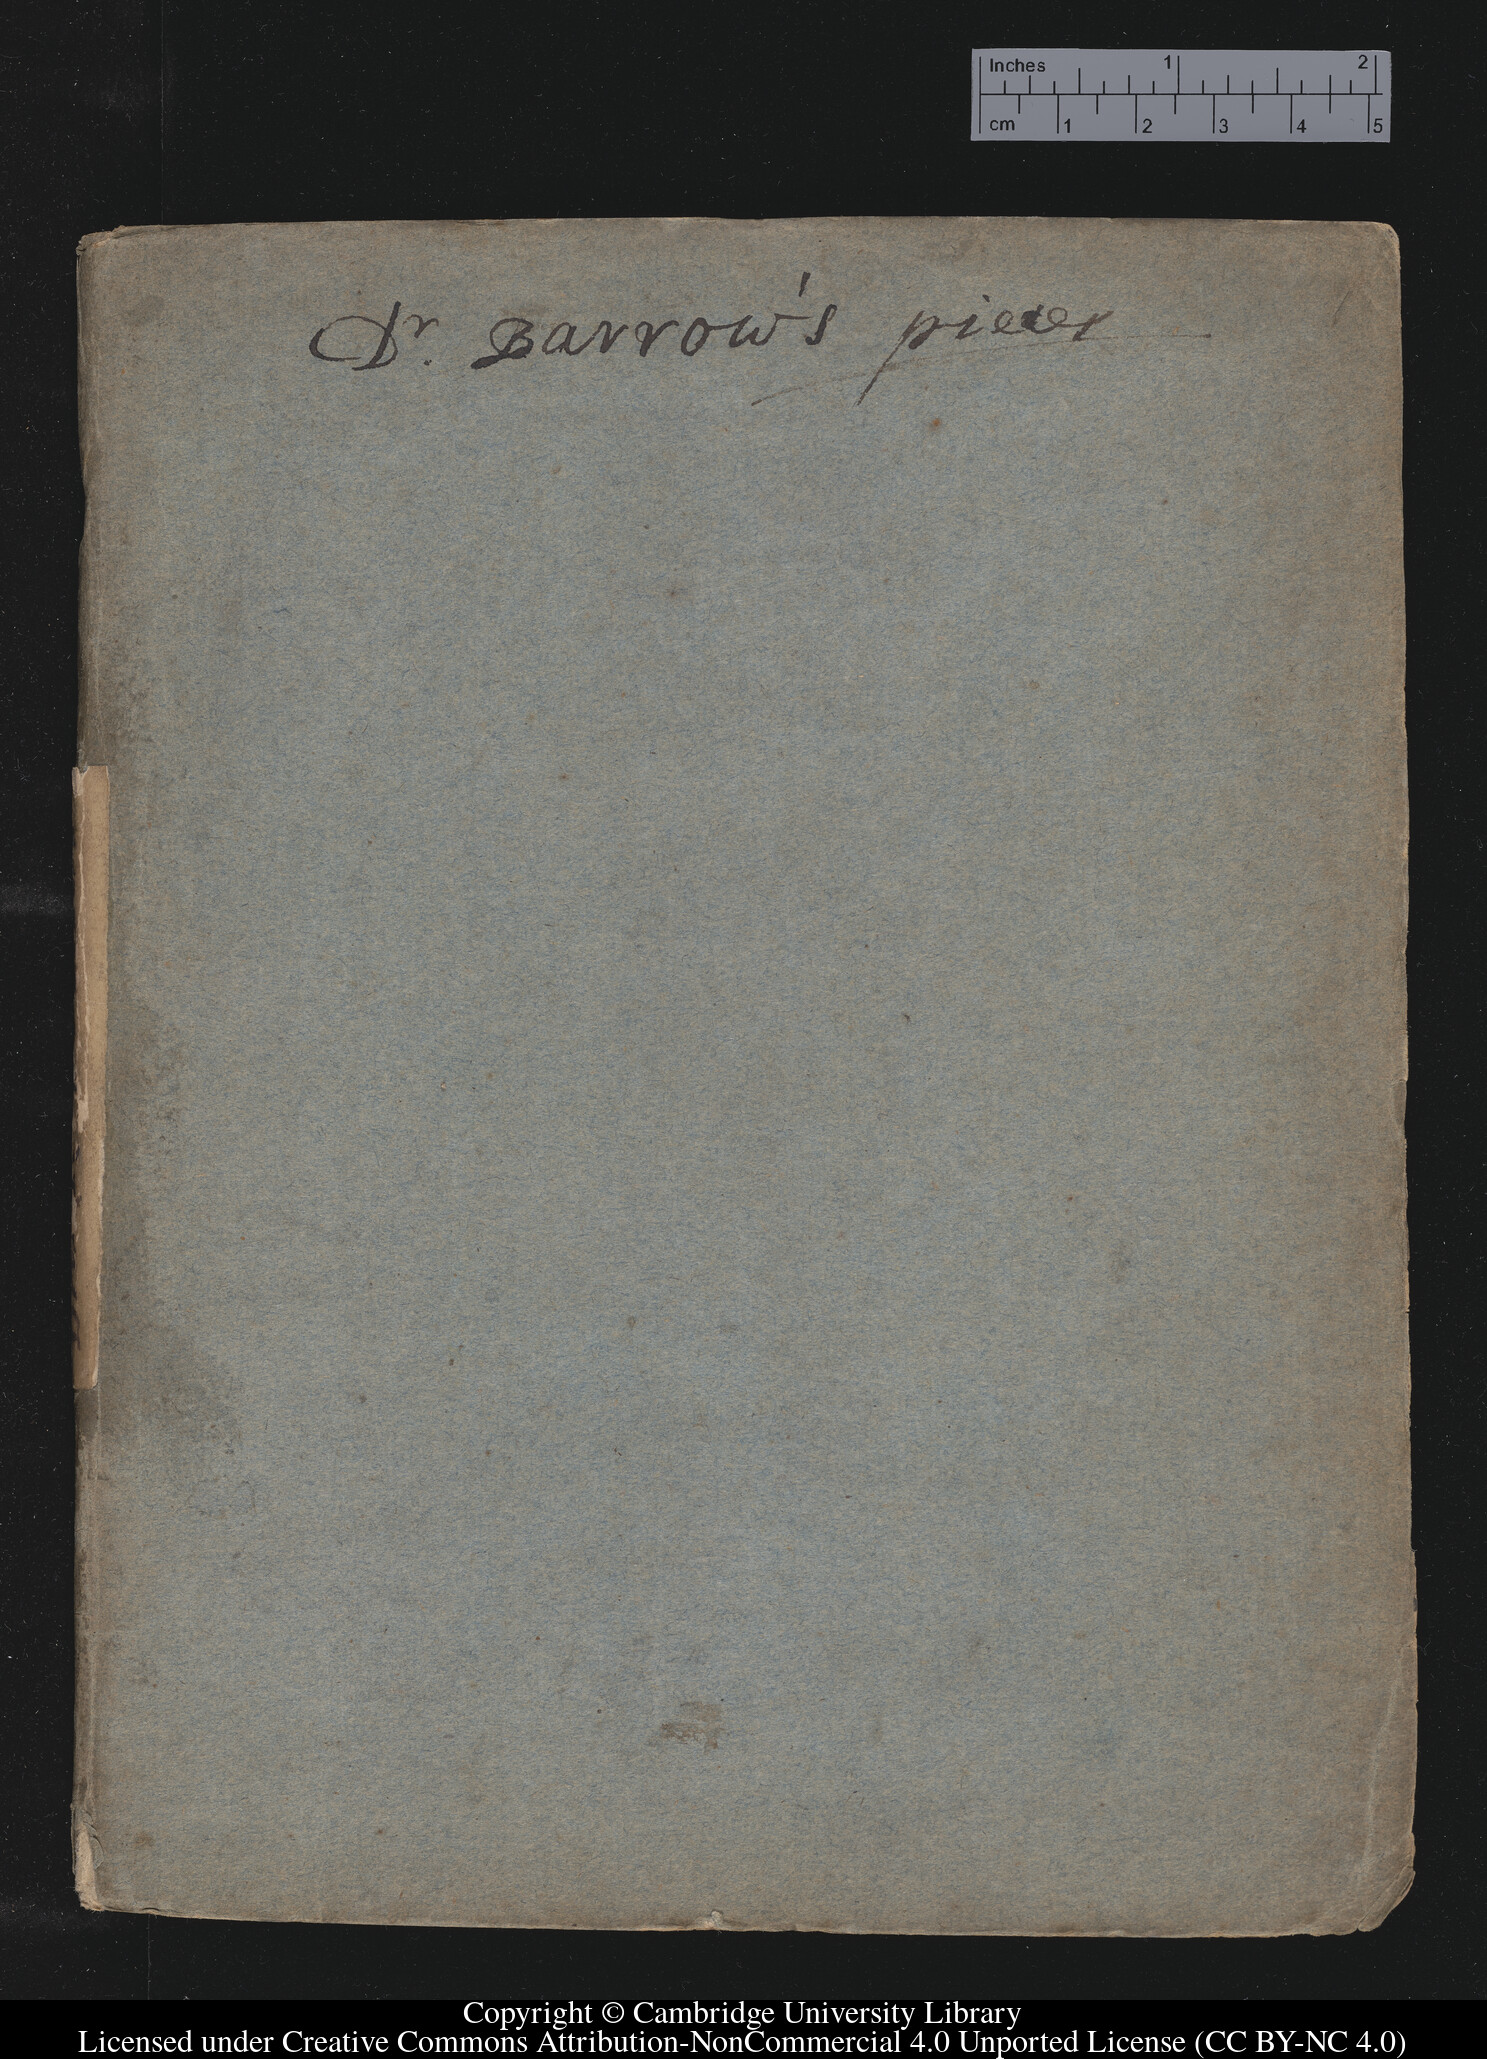 Inches 1 2
cm 1 2 3 4 5
Dr. Barrow's pieces
Copyright © Cambridge University Library
Licensed under Creative Commons Attribution-NonCommercial 4.0 Unported License (CC BY-NC 4.0)